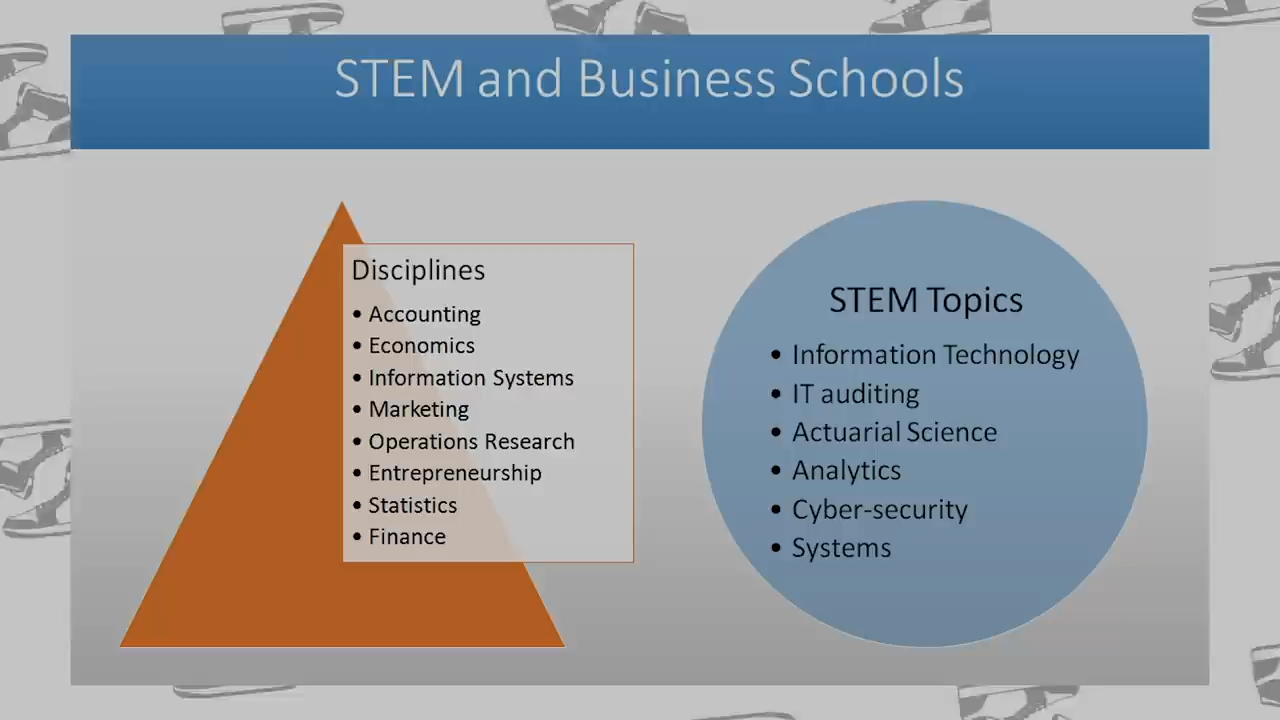 STEM and Business Schools
Disciplines
• Accounting
• Economics
• Information Systems
• Marketing
• Operations Research
• Entrepreneurship
• Statistics
• Finance
STEM Topics
• Information Technology
• IT auditing
• Actuarial Science
• Analytics
• Cyber-security
• Systems